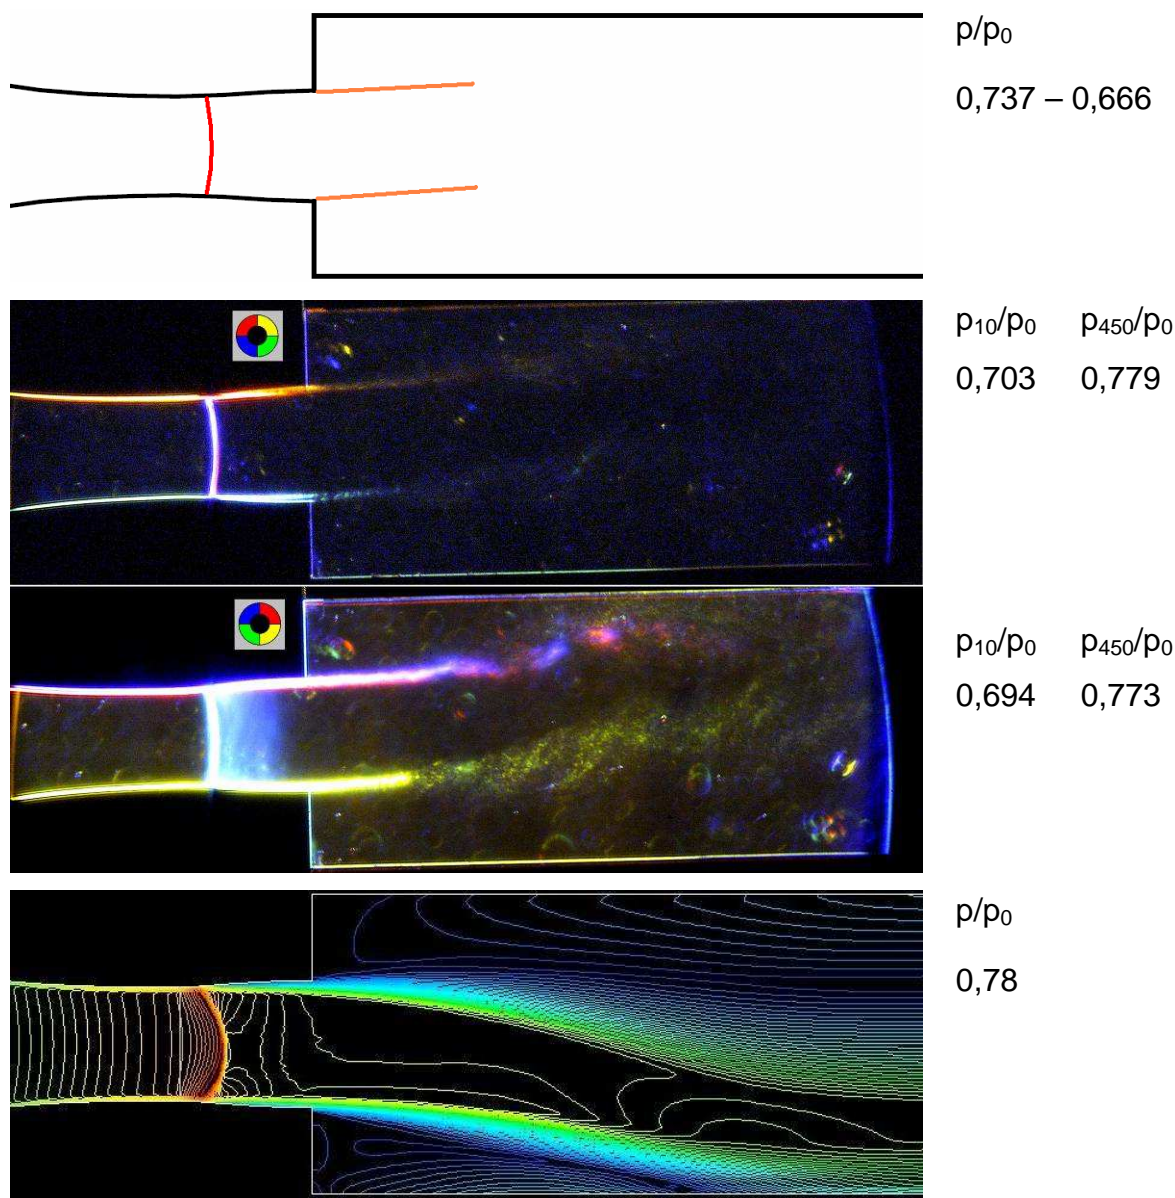 p/p₀
0,737 – 0,666
p₁₀/p₀ p₄₅₀/p₀
0,703 0,779
p₁₀/p₀ p₄₅₀/p₀
0,694 0,773
p/p₀
0,78